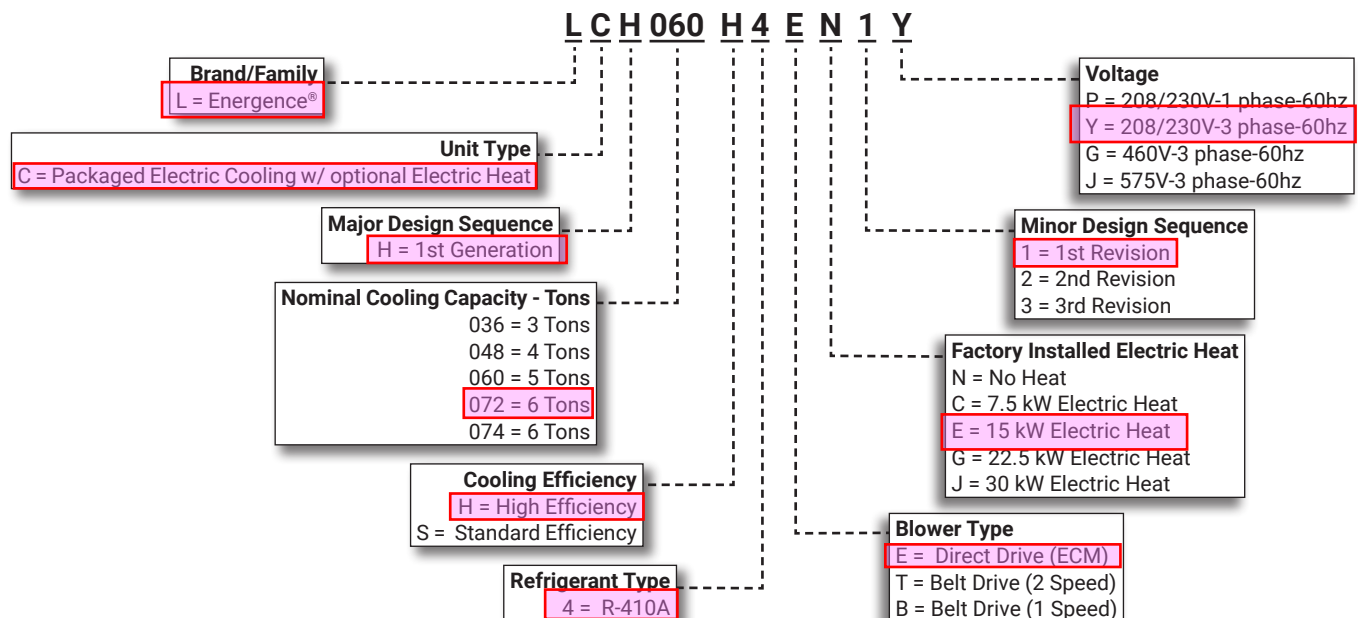 LCH060 H4EN1Y
Brand/Family
L = Energence®
Unit Type
C = Packaged Electric Cooling w/ optional Electric Heat
Major Design Sequence
H = 1st Generation
Nominal Cooling Capacity - Tons
036 = 3 Tons
048 = 4 Tons
060 = 5 Tons
072 = 6 Tons
074 = 6 Tons
Cooling Efficiency
H = High Efficiency
S = Standard Efficiency
Refrigerant Type
4 = R-410A
Voltage
P = 208/230V-1 phase-60hz
Y = 208/230V-3 phase-60hz
G = 460V-3 phase-60hz
J = 575V-3 phase-60hz
Minor Design Sequence
1 = 1st Revision
2 = 2nd Revision
3 = 3rd Revision
Factory Installed Electric Heat
N = No Heat
C = 7.5 kW Electric Heat
E = 15 kW Electric Heat
G = 22.5 kW Electric Heat
J = 30 kW Electric Heat
Blower Type
E = Direct Drive (ECM)
T = Belt Drive (2 Speed)
B = Belt Drive (1 Speed)